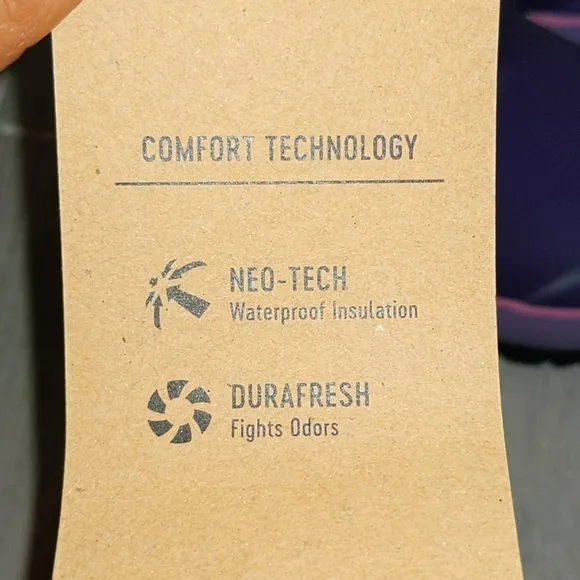 COMFORT TECHNOLOGY
NEO-TECH
Waterproof Insulation
DURAFRESH
Fights Odors